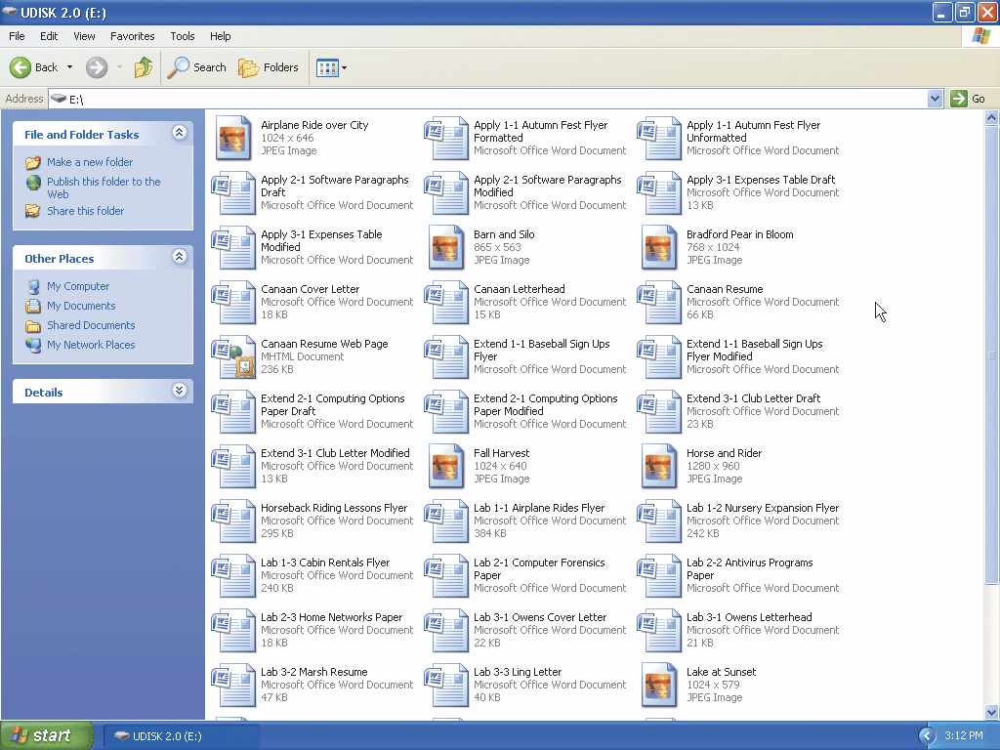 UDISK 2.0 (E:)
File Edit View Favorites Tools Help
Back Search Folders
Address E:\ Go
File and Folder Tasks
Make a new folder
Publish this folder to the
Web
Share this folder
Other Places
My Computer
My Documents
Shared Documents
My Network Places
Details
Airplane Ride over City
1024 x 646
JPEG Image
Apply 1-1 Autumn Fest Flyer
Formatted
Microsoft Office Word Document
Apply 1-1 Autumn Fest Flyer
Unformatted
Microsoft Office Word Document
Apply 2-1 Software Paragraphs
Draft
Microsoft Office Word Document
Apply 2-1 Software Paragraphs
Modified
Microsoft Office Word Document
Apply 3-1 Expenses Table Draft
Microsoft Office Word Document
13 KB
Apply 3-1 Expenses Table
Modified
Microsoft Office Word Document
Barn and Silo
865 x 563
JPEG Image
Bradford Pear in Bloom
768 x 1024
JPEG Image
Canaan Cover Letter
Microsoft Office Word Document
18 KB
Canaan Letterhead
Microsoft Office Word Document
15 KB
Canaan Resume
Microsoft Office Word Document
66 KB
Canaan Resume Web Page
MHTML Document
236 KB
Extend 1-1 Baseball Sign Ups
Flyer
Microsoft Office Word Document
Extend 1-1 Baseball Sign Ups
Flyer Modified
Microsoft Office Word Document
Extend 2-1 Computing Options
Paper Draft
Microsoft Office Word Document
Extend 2-1 Computing Options
Paper Modified
Microsoft Office Word Document
Extend 3-1 Club Letter Draft
Microsoft Office Word Document
23 KB
Extend 3-1 Club Letter Modified
Microsoft Office Word Document
13 KB
Fall Harvest
1024 x 640
JPEG Image
Horse and Rider
1280 x 960
JPEG Image
Horseback Riding Lessons Flyer
Microsoft Office Word Document
295 KB
Lab 1-1 Airplane Rides Flyer
Microsoft Office Word Document
384 KB
Lab 1-2 Nursery Expansion Flyer
Microsoft Office Word Document
242 KB
Lab 1-3 Cabin Rentals Flyer
Microsoft Office Word Document
240 KB
Lab 2-1 Computer Forensics
Paper
Microsoft Office Word Document
Lab 2-2 Antivirus Programs
Paper
Microsoft Office Word Document
Lab 2-3 Home Networks Paper
Microsoft Office Word Document
18 KB
Lab 3-1 Owens Cover Letter
Microsoft Office Word Document
22 KB
Lab 3-1 Owens Letterhead
Microsoft Office Word Document
21 KB
Lab 3-2 Marsh Resume
Microsoft Office Word Document
47 KB
Lab 3-3 Ling Letter
Microsoft Office Word Document
40 KB
Lake at Sunset
1024 x 579
JPEG Image
start UDISK 2.0 (E:) 3:12 PM